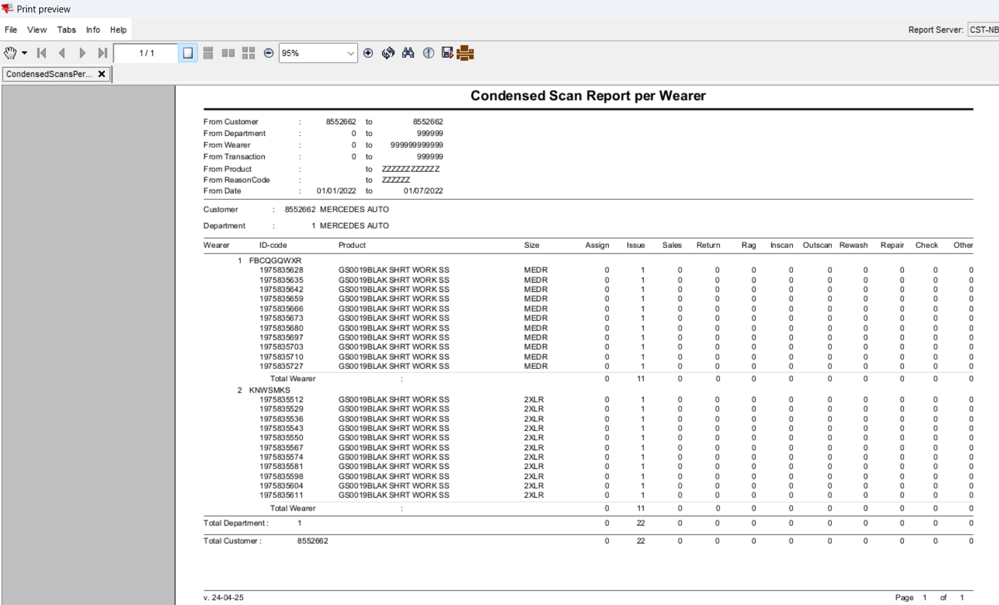 Print preview
File View Tabs Info Help Report Server: CST-NB
1 / 1 95%
CondensedScansPer...
Condensed Scan Report per Wearer
From Customer : 8552662 to 8552662
From Department : 0 to 999999
From Wearer : 0 to 999999999999
From Transaction : 0 to 999999
From Product : to ZZZZZZZZZZZZ
From ReasonCode : to ZZZZZZ
From Date : 01/01/2022 to 01/07/2022
Customer : 8552662 MERCEDES AUTO
Department : 1 MERCEDES AUTO
Wearer ID-code Product Size Assign Issue Sales Return Rag Inscan Outscan Rewash Repair Check Other
1 FBCQGQWXR
1975835628 GS0019BLAK SHRT WORK SS MEDR 0 1 0 0 0 0 0 0 0 0 0
1975835635 GS0019BLAK SHRT WORK SS MEDR 0 1 0 0 0 0 0 0 0 0 0
1975835642 GS0019BLAK SHRT WORK SS MEDR 0 1 0 0 0 0 0 0 0 0 0
1975835659 GS0019BLAK SHRT WORK SS MEDR 0 1 0 0 0 0 0 0 0 0 0
1975835666 GS0019BLAK SHRT WORK SS MEDR 0 1 0 0 0 0 0 0 0 0 0
1975835673 GS0019BLAK SHRT WORK SS MEDR 0 1 0 0 0 0 0 0 0 0 0
1975835680 GS0019BLAK SHRT WORK SS MEDR 0 1 0 0 0 0 0 0 0 0 0
1975835697 GS0019BLAK SHRT WORK SS MEDR 0 1 0 0 0 0 0 0 0 0 0
1975835703 GS0019BLAK SHRT WORK SS MEDR 0 1 0 0 0 0 0 0 0 0 0
1975835710 GS0019BLAK SHRT WORK SS MEDR 0 1 0 0 0 0 0 0 0 0 0
1975835727 GS0019BLAK SHRT WORK SS MEDR 0 1 0 0 0 0 0 0 0 0 0
Total Wearer : 0 11 0 0 0 0 0 0 0 0 0
2 KNWSMKS
1975835512 GS0019BLAK SHRT WORK SS 2XLR 0 1 0 0 0 0 0 0 0 0 0
1975835529 GS0019BLAK SHRT WORK SS 2XLR 0 1 0 0 0 0 0 0 0 0 0
1975835536 GS0019BLAK SHRT WORK SS 2XLR 0 1 0 0 0 0 0 0 0 0 0
1975835543 GS0019BLAK SHRT WORK SS 2XLR 0 1 0 0 0 0 0 0 0 0 0
1975835550 GS0019BLAK SHRT WORK SS 2XLR 0 1 0 0 0 0 0 0 0 0 0
1975835567 GS0019BLAK SHRT WORK SS 2XLR 0 1 0 0 0 0 0 0 0 0 0
1975835574 GS0019BLAK SHRT WORK SS 2XLR 0 1 0 0 0 0 0 0 0 0 0
1975835581 GS0019BLAK SHRT WORK SS 2XLR 0 1 0 0 0 0 0 0 0 0 0
1975835598 GS0019BLAK SHRT WORK SS 2XLR 0 1 0 0 0 0 0 0 0 0 0
1975835604 GS0019BLAK SHRT WORK SS 2XLR 0 1 0 0 0 0 0 0 0 0 0
1975835611 GS0019BLAK SHRT WORK SS 2XLR 0 1 0 0 0 0 0 0 0 0 0
Total Wearer : 0 11 0 0 0 0 0 0 0 0 0
Total Department : 1 0 22 0 0 0 0 0 0 0 0 0
Total Customer : 8552662 0 22 0 0 0 0 0 0 0 0 0
v. 24-04-25 Page 1 of 1